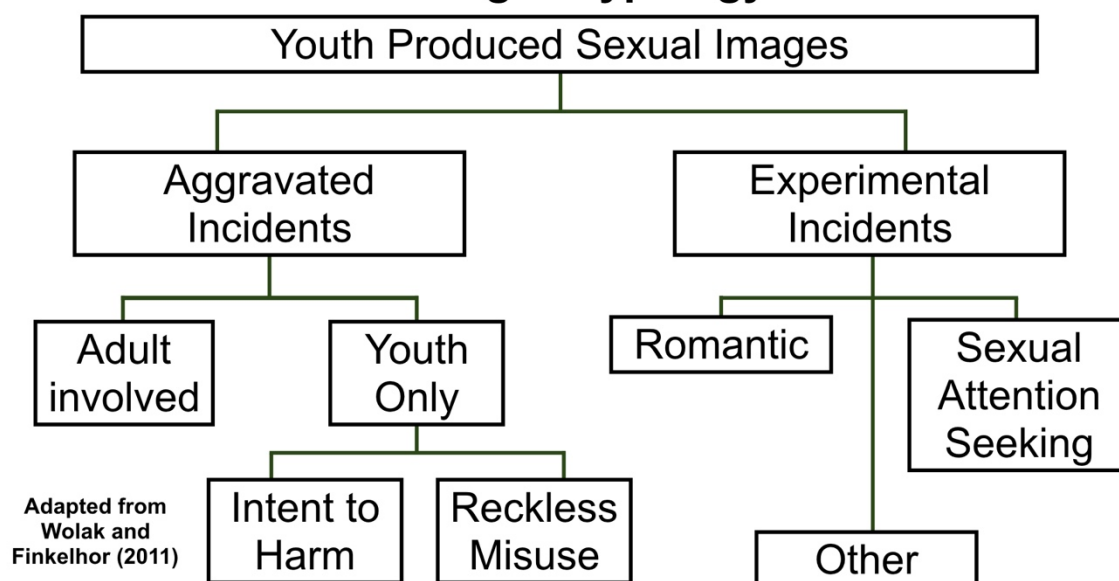 Youth Produced Sexual Images
Aggravated
Incidents
Experimental
Incidents
Adult
involved
Youth
Only
Romantic
Sexual
Attention
Seeking
Intent to
Harm
Reckless
Misuse
Other
Adapted from
Wolak and
Finkelhor (2011)